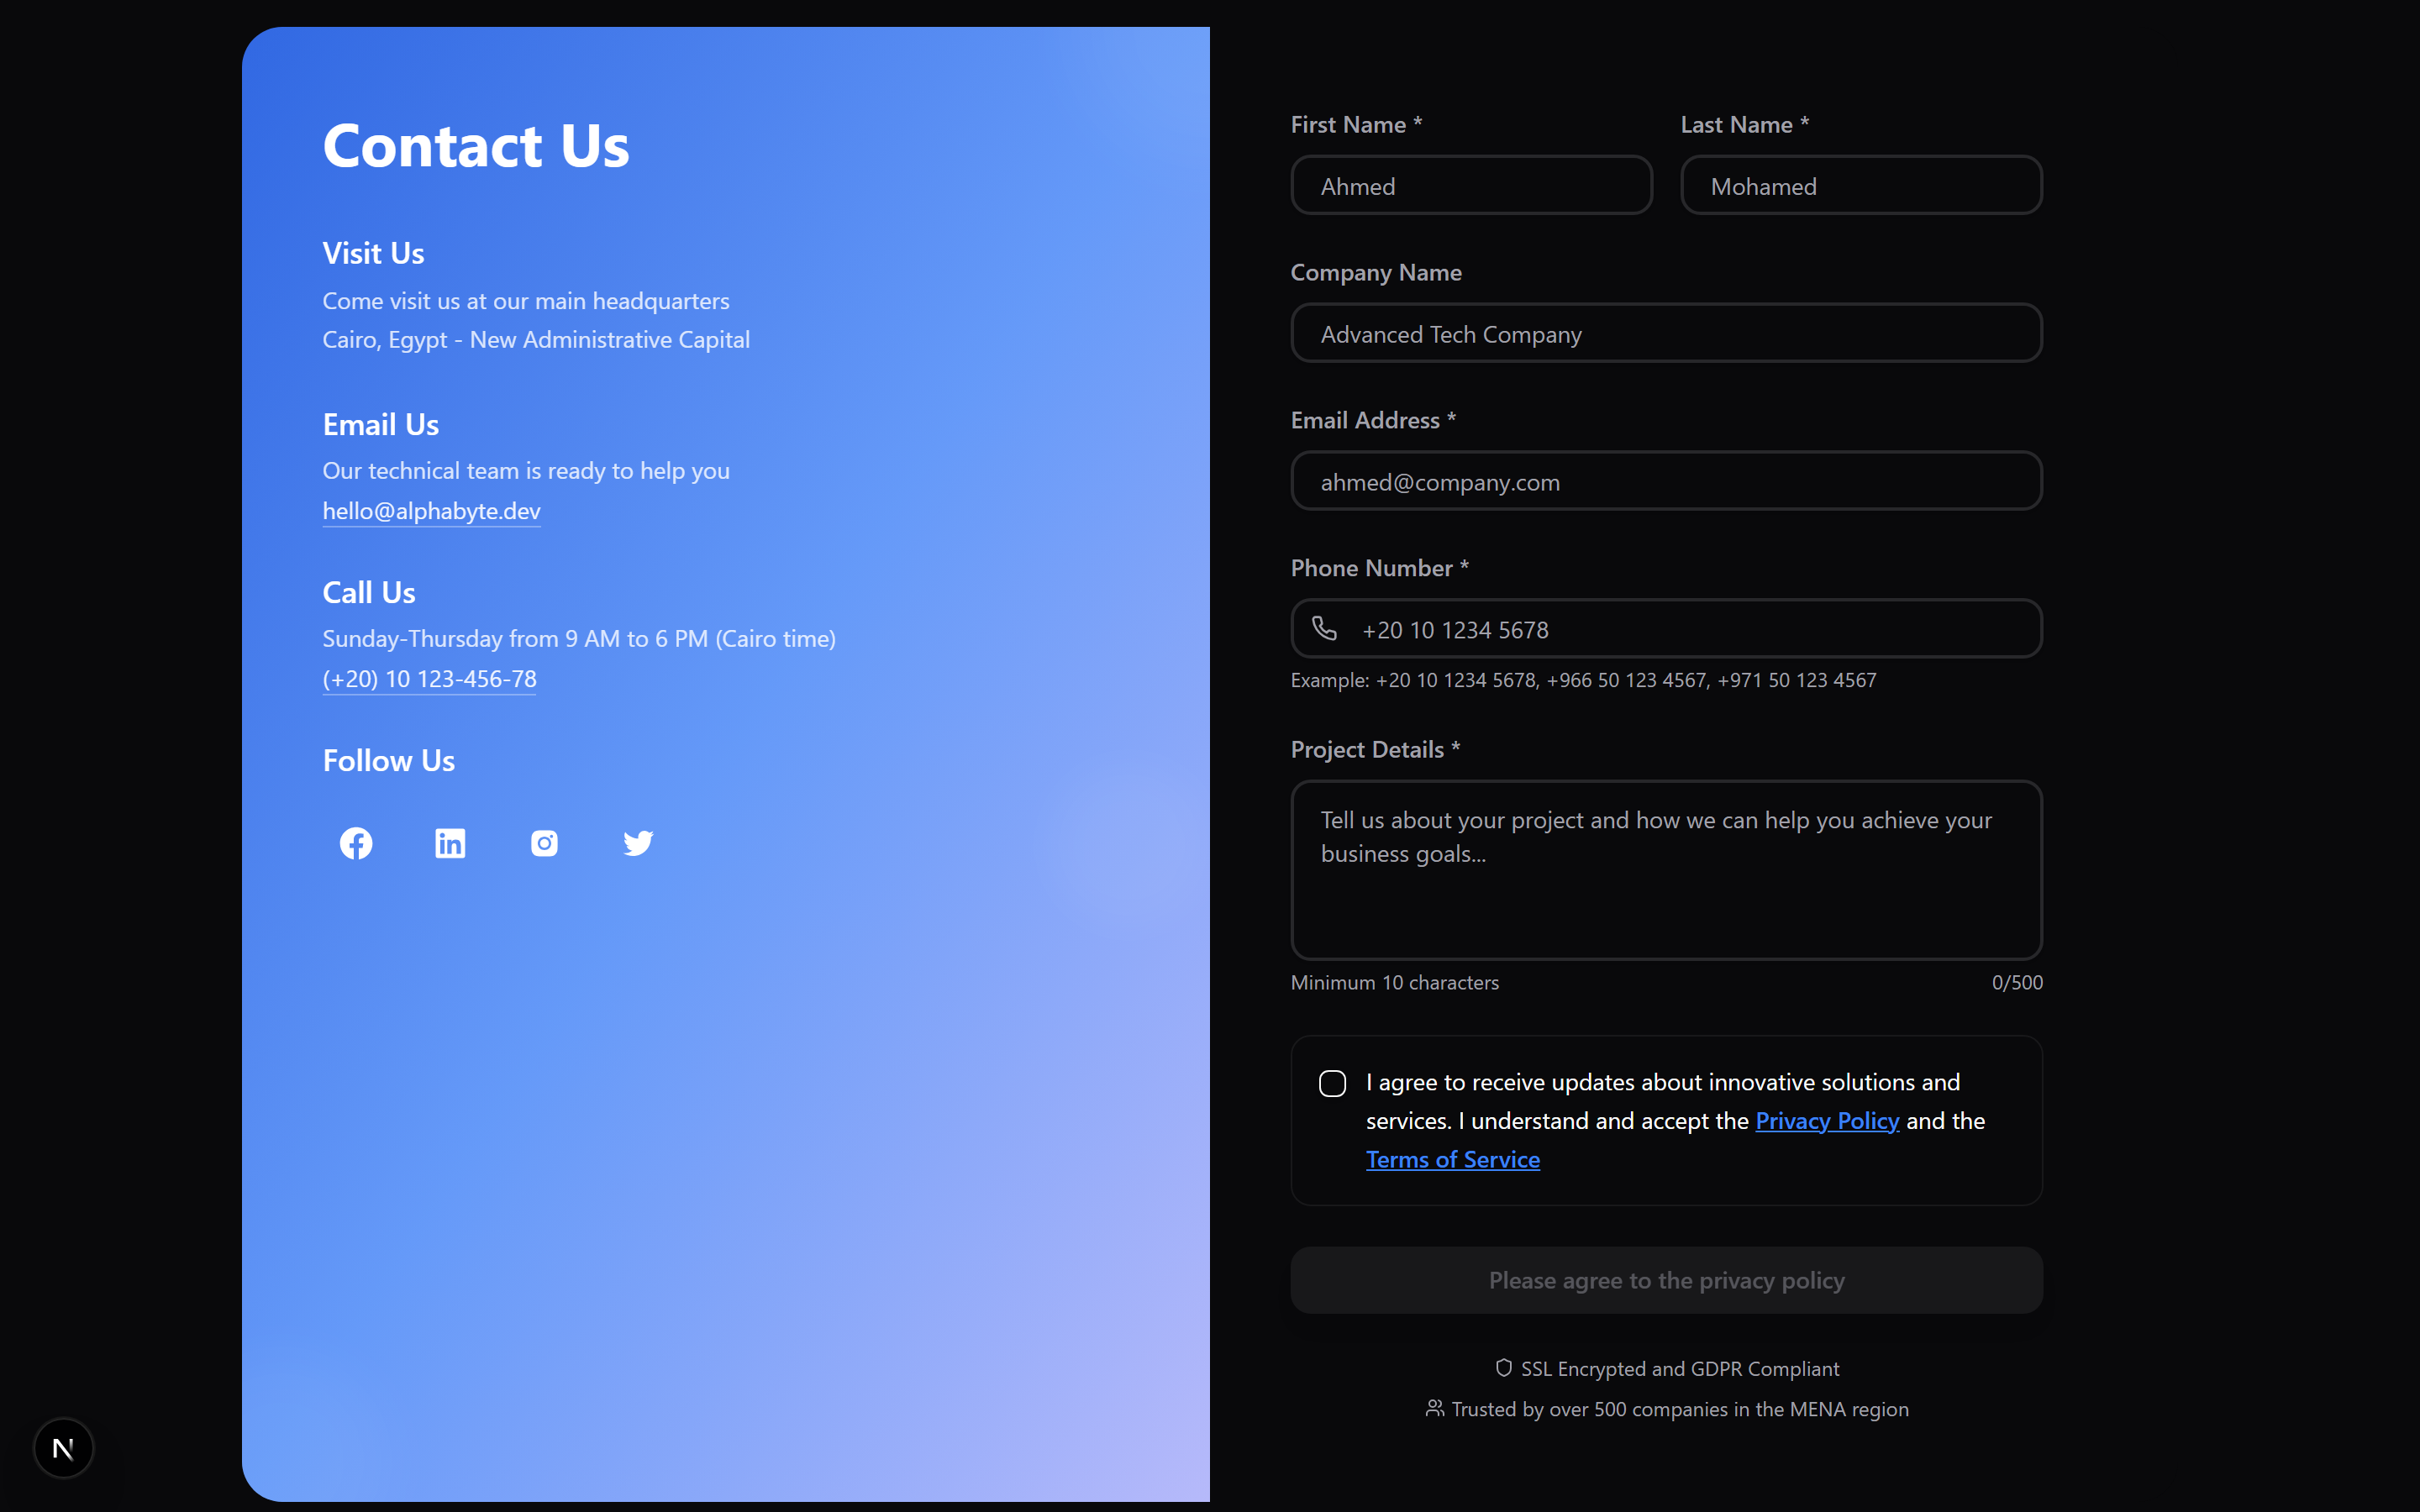 Contact Us
Visit Us
Come visit us at our main headquarters
Cairo, Egypt - New Administrative Capital
Email Us
Our technical team is ready to help you
hello@alphabyte.dev
Call Us
Sunday-Thursday from 9 AM to 6 PM (Cairo time)
(+20) 10 123-456-78
Follow Us
First Name *
Last Name *
Ahmed
Mohamed
Company Name
Advanced Tech Company
Email Address *
ahmed@company.com
Phone Number *
+20 10 1234 5678
Example: +20 10 1234 5678, +966 50 123 4567, +971 50 123 4567
Project Details *
Tell us about your project and how we can help you achieve your
business goals...
Minimum 10 characters
0/500
I agree to receive updates about innovative solutions and
services. I understand and accept the Privacy Policy and the
Terms of Service
Please agree to the privacy policy
SSL Encrypted and GDPR Compliant
Trusted by over 500 companies in the MENA region
N